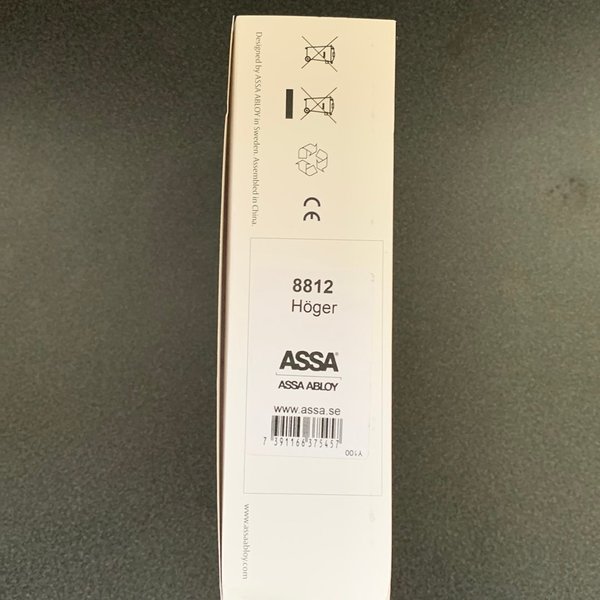 Designed by ASSA ABLOY in Sweden. Assembled in China.
CE
8812
Höger
ASSA®
ASSA ABLOY
www.assa.se
7 391166 375457
Y100
www.assaabloy.com